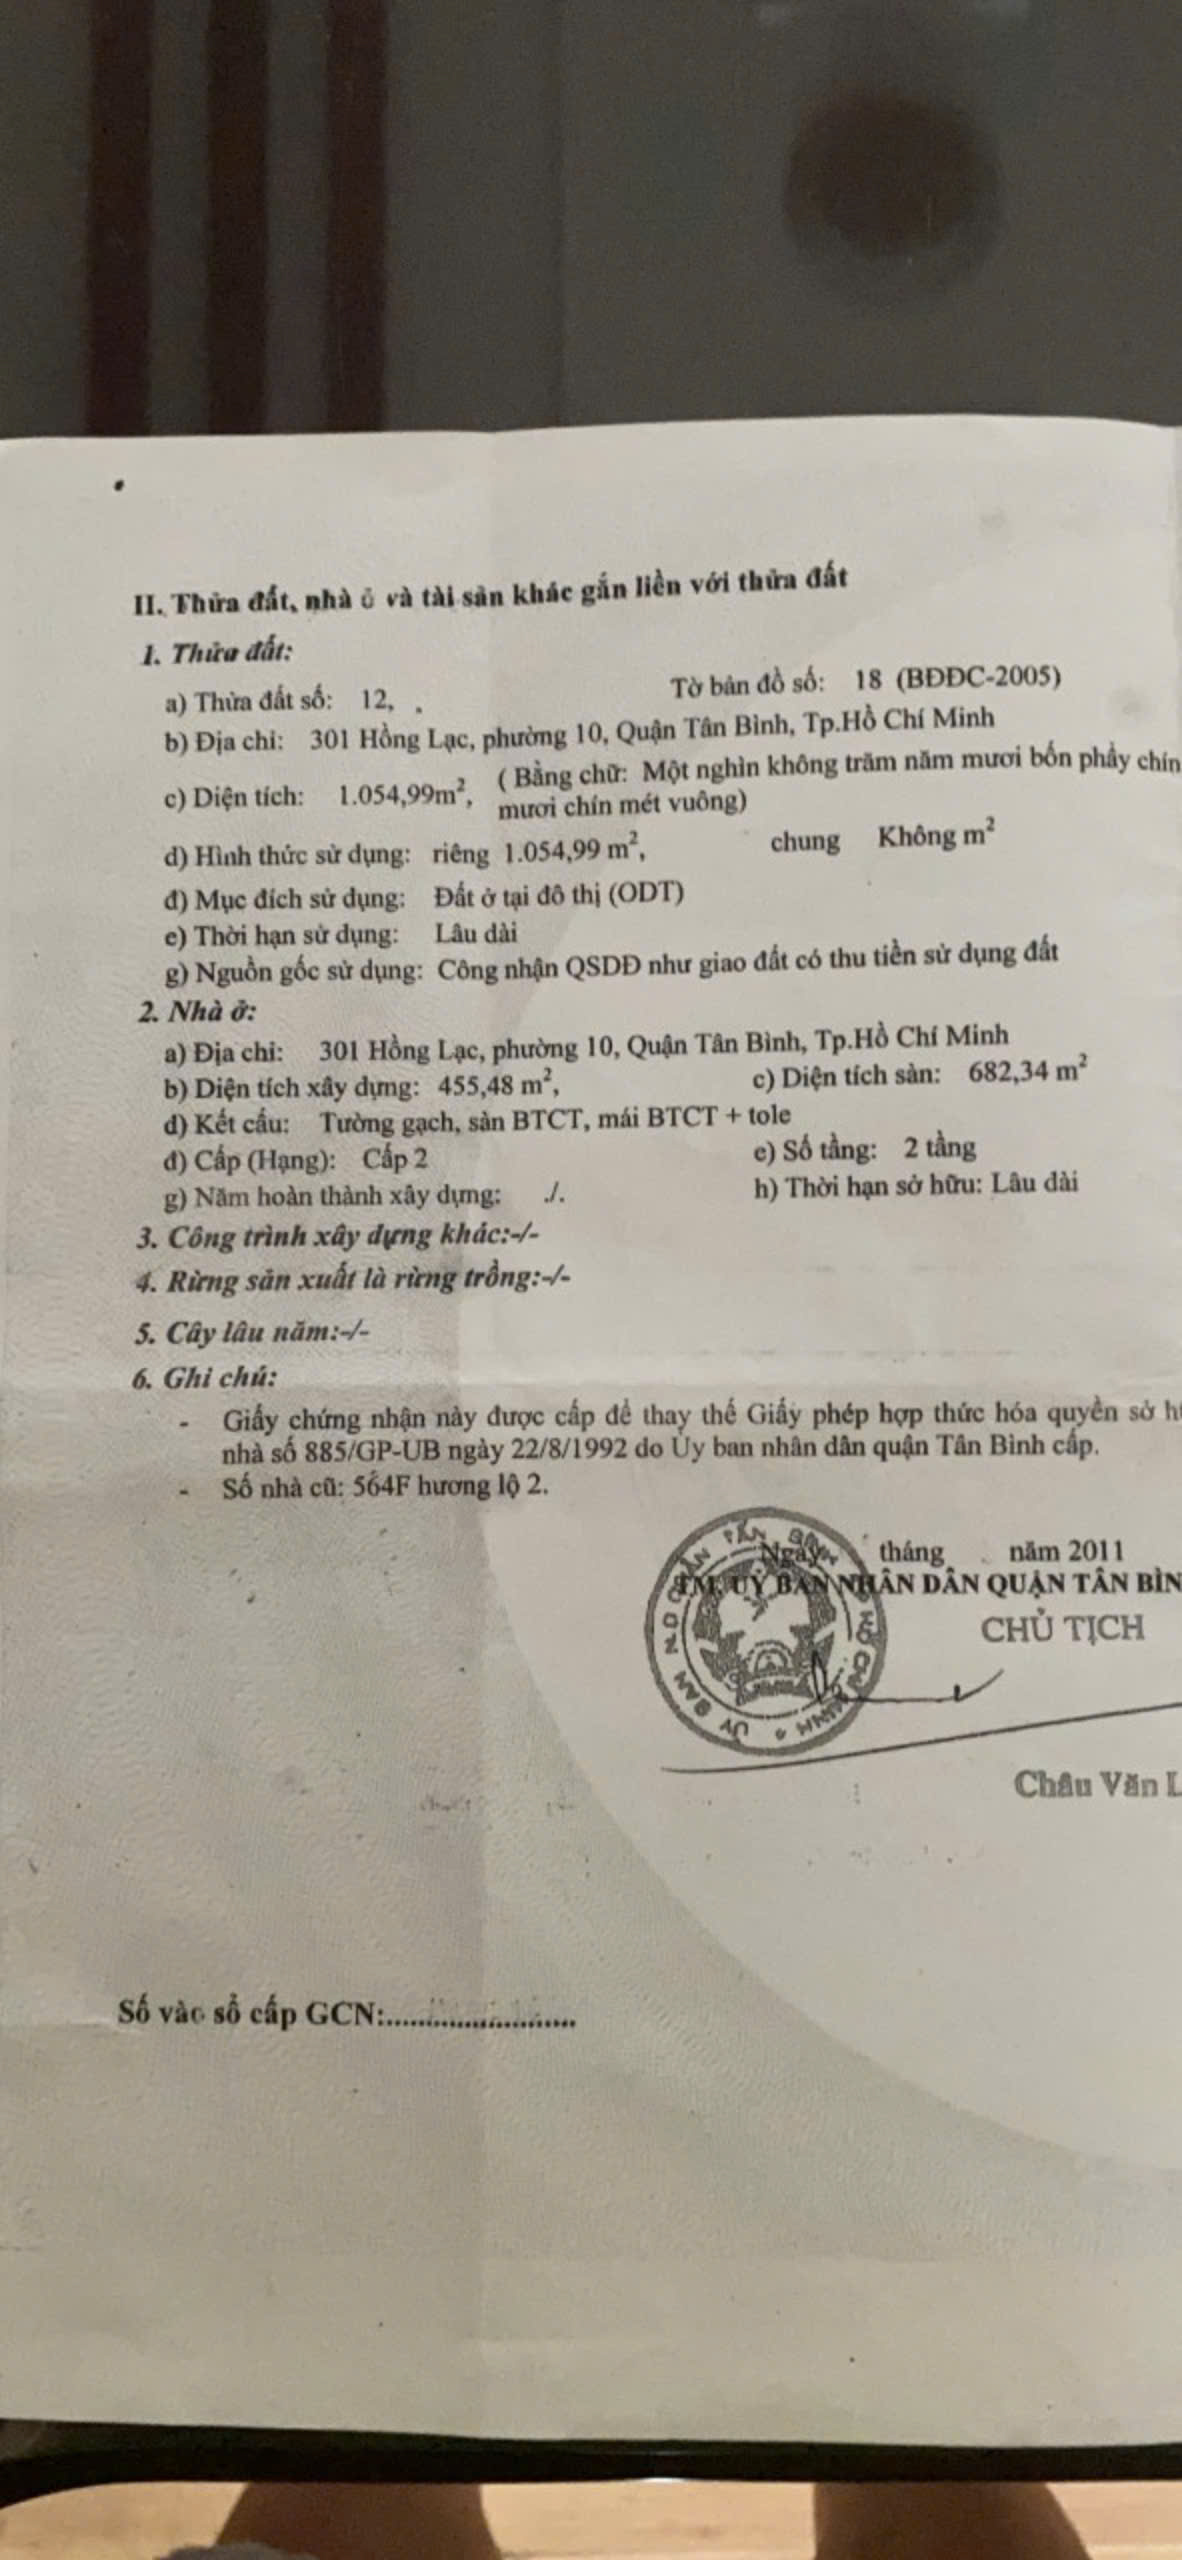 II. Thửa đất, nhà ở và tài sản khác gắn liền với thửa đất
1. Thửa đất:
a) Thửa đất số: 12, . Tờ bản đồ số: 18 (BĐĐC-2005)
b) Địa chỉ: 301 Hồng Lạc, phường 10, Quận Tân Bình, Tp.Hồ Chí Minh
c) Diện tích: 1.054,99m², ( Bằng chữ: Một nghìn không trăm năm mươi bốn phẩy chín
mươi chín mét vuông)
d) Hình thức sử dụng: riêng 1.054,99 m², chung Không m²
đ) Mục đích sử dụng: Đất ở tại đô thị (ODT)
e) Thời hạn sử dụng: Lâu dài
g) Nguồn gốc sử dụng: Công nhận QSDĐ như giao đất có thu tiền sử dụng đất
2. Nhà ở:
a) Địa chỉ: 301 Hồng Lạc, phường 10, Quận Tân Bình, Tp.Hồ Chí Minh
b) Diện tích xây dựng: 455,48 m², c) Diện tích sàn: 682,34 m²
d) Kết cấu: Tường gạch, sàn BTCT, mái BTCT + tole
đ) Cấp (Hạng): Cấp 2 e) Số tầng: 2 tầng
g) Năm hoàn thành xây dựng: ./. h) Thời hạn sở hữu: Lâu dài
3. Công trình xây dựng khác:-/-
4. Rừng sản xuất là rừng trồng:-/-
5. Cây lâu năm:-/-
6. Ghi chú:
- Giấy chứng nhận này được cấp để thay thế Giấy phép hợp thức hóa quyền sở
nhà số 885/GP-UB ngày 22/8/1992 do Ủy ban nhân dân quận Tân Bình cấp.
- Số nhà cũ: 564F hương lộ 2.
Ngày tháng năm 2011
TM. UỶ BAN NHÂN DÂN QUẬN TÂN BÌN
CHỦ TỊCH
ỦY BAN N.D QUẬN TÂN BÌNH HỒ CHÍ MINH
Châu Văn L
Số vào sổ cấp GCN:........................